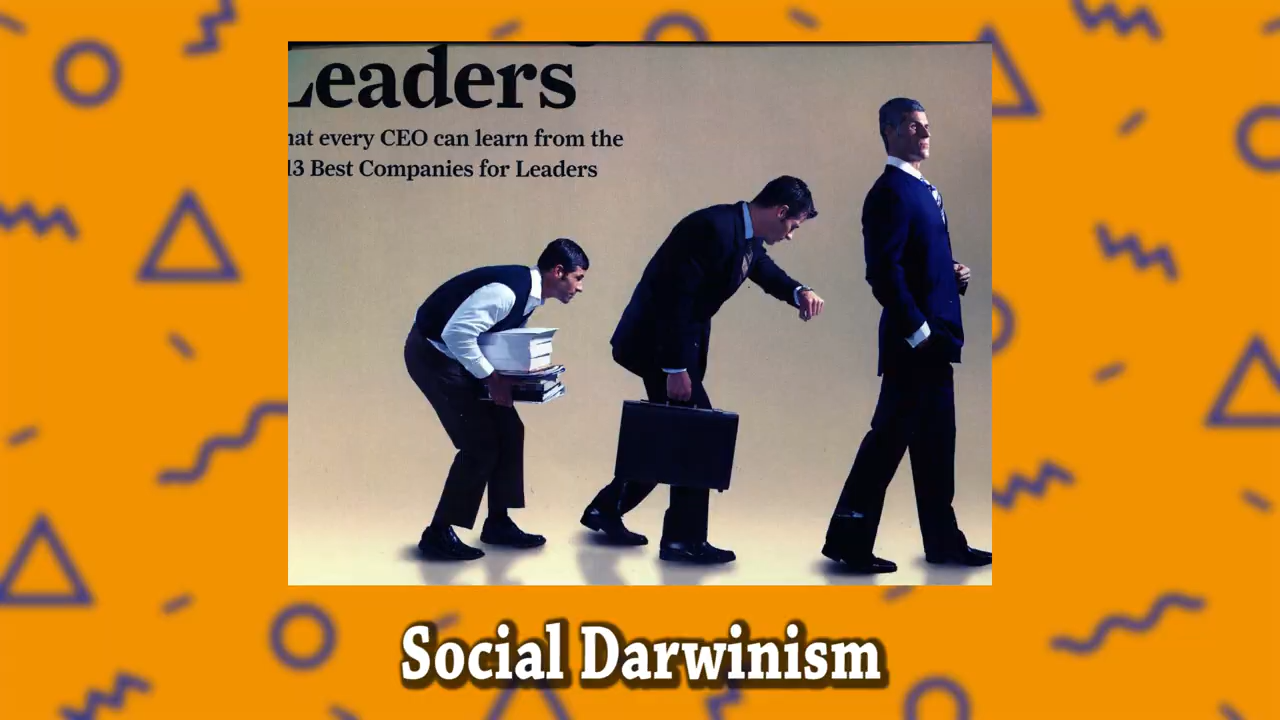 Leaders
hat every CEO can learn from the
13 Best Companies for Leaders
Social Darwinism